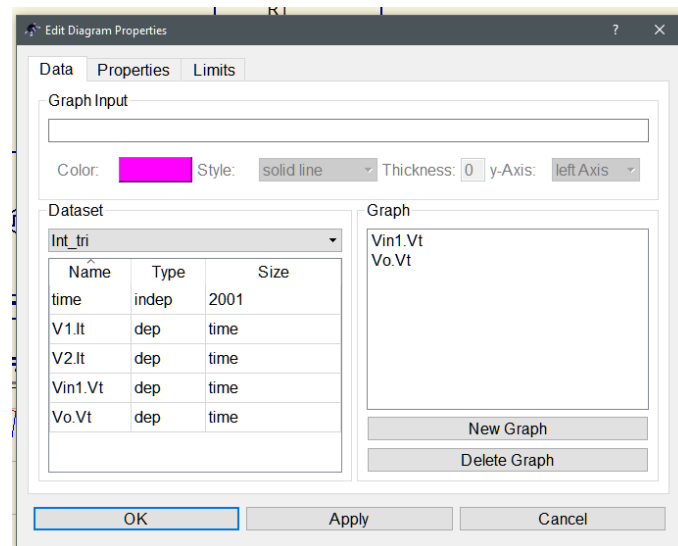 R1
Edit Diagram Properties ? ×
Data Properties Limits
Graph Input
Color: Style: solid line Thickness: 0 y-Axis: left Axis
Dataset
Int_tri
Name Type Size
time indep 2001
V1.It dep time
V2.It dep time
Vin1.Vt dep time
Vo.Vt dep time
Graph
Vin1.Vt
Vo.Vt
New Graph
Delete Graph
OK Apply Cancel